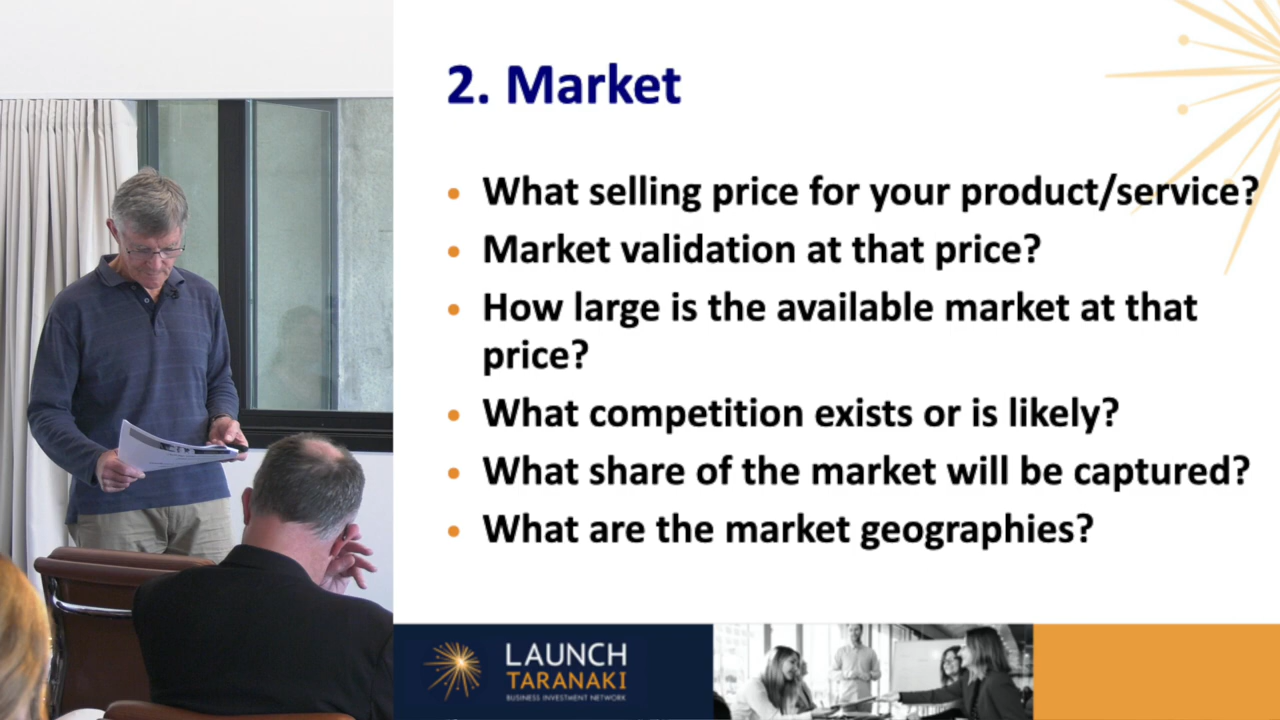 2. Market
• What selling price for your product/service?
• Market validation at that price?
• How large is the available market at that
price?
• What competition exists or is likely?
• What share of the market will be captured?
• What are the market geographies?
LAUNCH
TARANAKI
BUSINESS INVESTMENT NETWORK